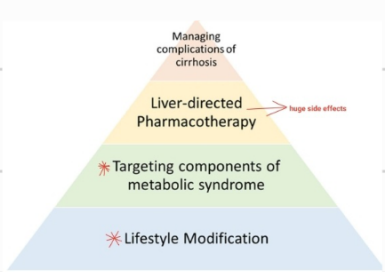 Managing
complications of
cirrhosis
Liver-directed
Pharmacotherapy
huge side effects
Targeting components of
metabolic syndrome
Lifestyle Modification